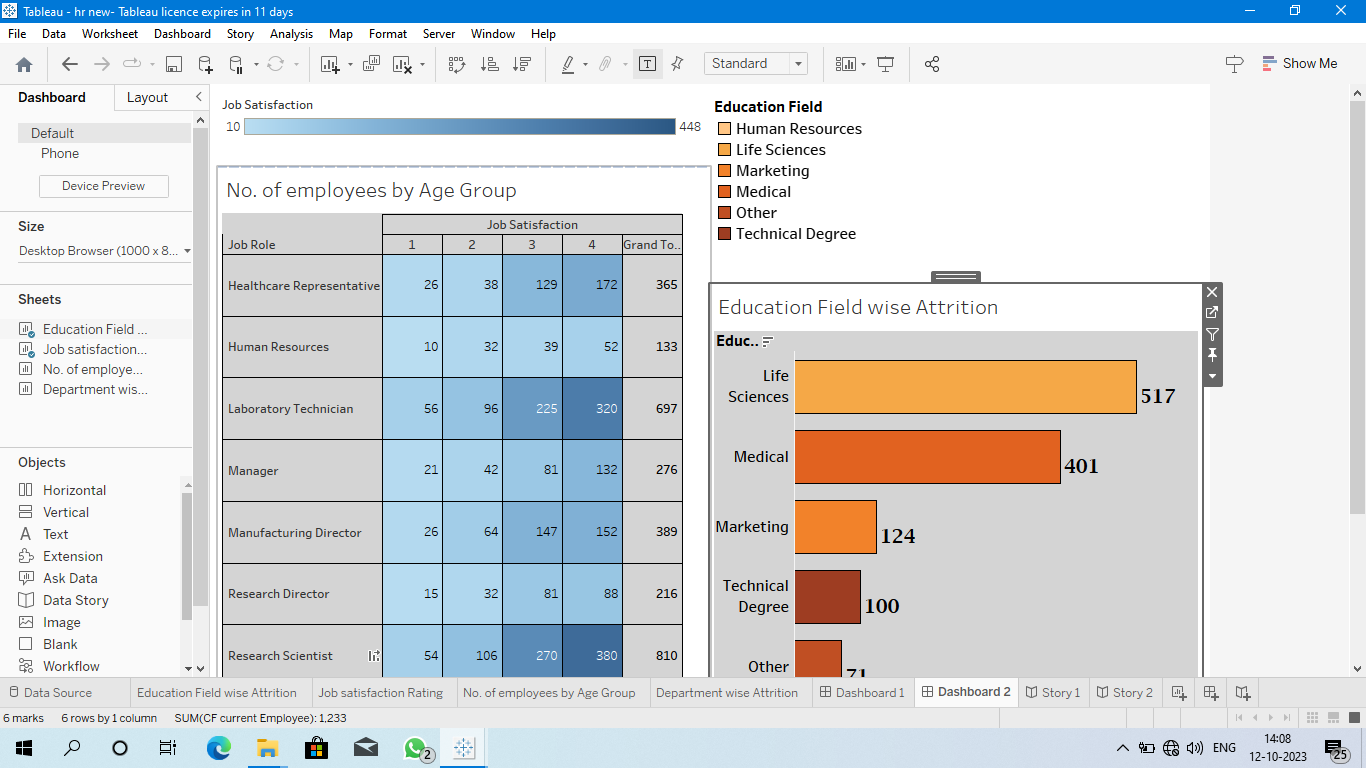 Tableau - hr new- Tableau licence expires in 11 days
File Data Worksheet Dashboard Story Analysis Map Format Server Window Help
Standard
Show Me
Dashboard Layout
Default
Phone
Device Preview
Size
Desktop Browser (1000 x 8...
Sheets
Education Field ...
Job satisfaction...
No. of employe...
Department wis...
Objects
Horizontal
Vertical
Text
Extension
Ask Data
Data Story
Image
Blank
Workflow
Job Satisfaction
10 448
No. of employees by Age Group
Job Satisfaction
Job Role 1 2 3 4 Grand To..
Healthcare Representative 26 38 129 172 365
Human Resources 10 32 39 52 133
Laboratory Technician 56 96 225 320 697
Manager 21 42 81 132 276
Manufacturing Director 26 64 147 152 389
Research Director 15 32 81 88 216
Research Scientist 54 106 270 380 810
Education Field
Human Resources
Life Sciences
Marketing
Medical
Other
Technical Degree
Education Field wise Attrition
Educ..
Life
Sciences 517
Medical 401
Marketing 124
Technical
Degree 100
Other 71
Data Source Education Field wise Attrition Job satisfaction Rating No. of employees by Age Group Department wise Attrition Dashboard 1 Dashboard 2 Story 1 Story 2
6 marks 6 rows by 1 column SUM(CF current Employee): 1,233
2 ENG 14:08
12-10-2023 25